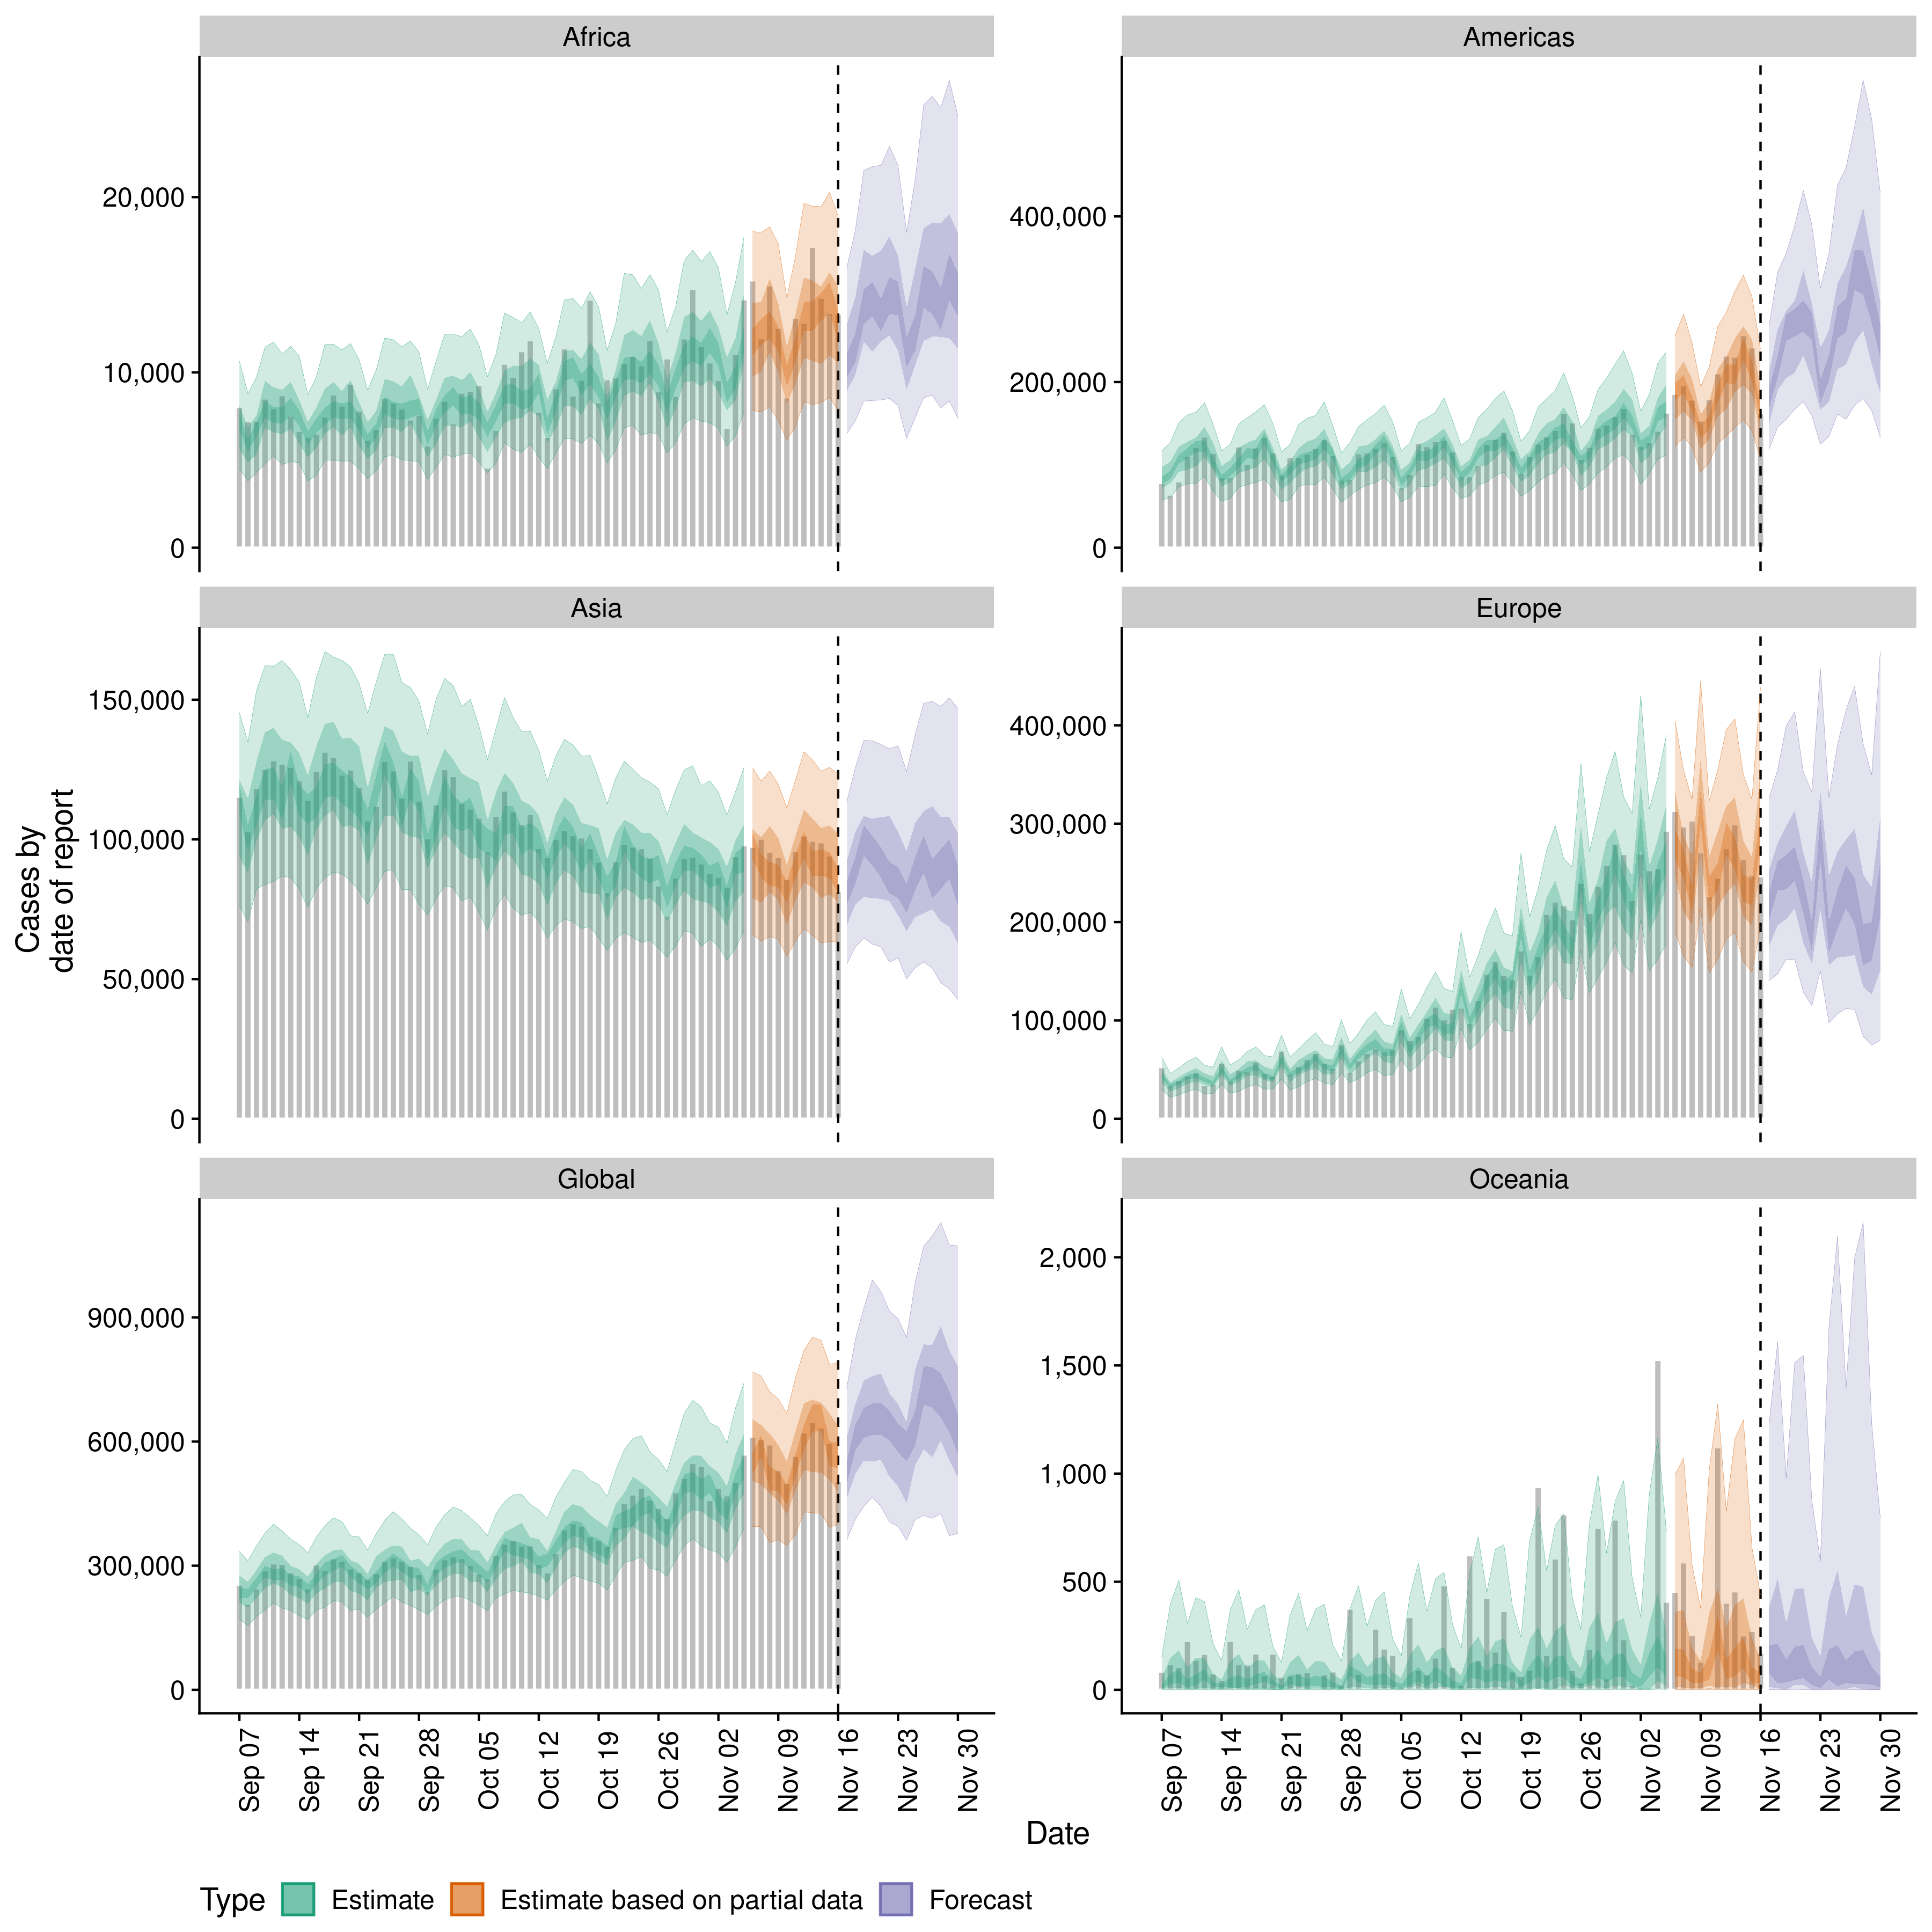 Africa
Americas
20,000
10,000
0
400,000
200,000
0
Asia
Europe
150,000
100,000
50,000
0
400,000
300,000
200,000
100,000
0
Cases by
date of report
Global
Oceania
900,000
600,000
300,000
0
2,000
1,500
1,000
500
0
Sep 07 Sep 14 Sep 21 Sep 28 Oct 05 Oct 12 Oct 19 Oct 26 Nov 02 Nov 09 Nov 16 Nov 23 Nov 30
Sep 07 Sep 14 Sep 21 Sep 28 Oct 05 Oct 12 Oct 19 Oct 26 Nov 02 Nov 09 Nov 16 Nov 23 Nov 30
Date
Type Estimate Estimate based on partial data Forecast